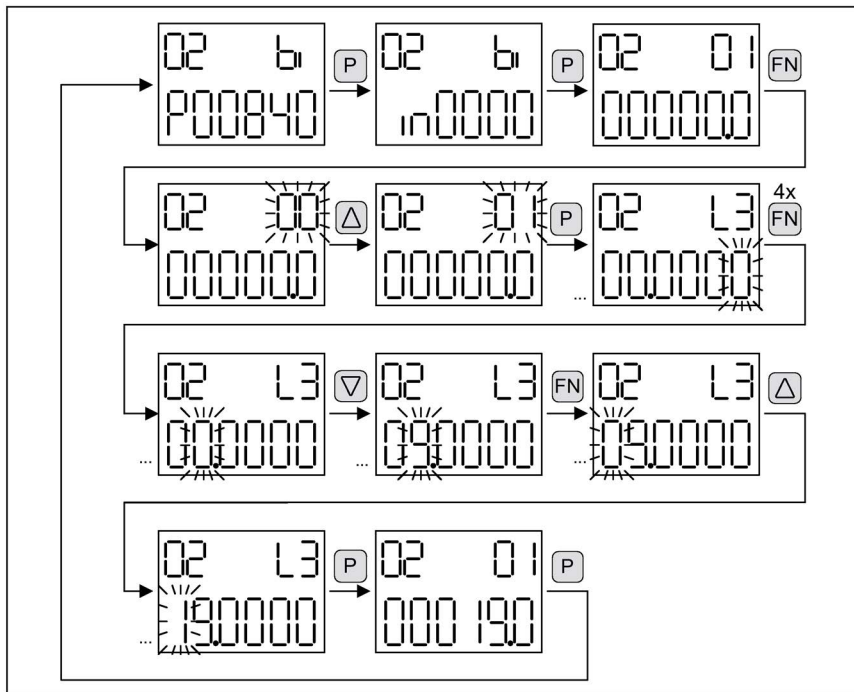 02 bi
P00840
P
02 bi
in0000
P
02 01
00000.0
FN
02 00
00000.0
△
02 01
00000.0
P
02 L3
... 00.0000
4x
FN
02 L3
... 00.0000
▽
02 L3
... 09.0000
FN
02 L3
... 09.0000
△
02 L3
... 19.0000
P
02 01
00019.0
P